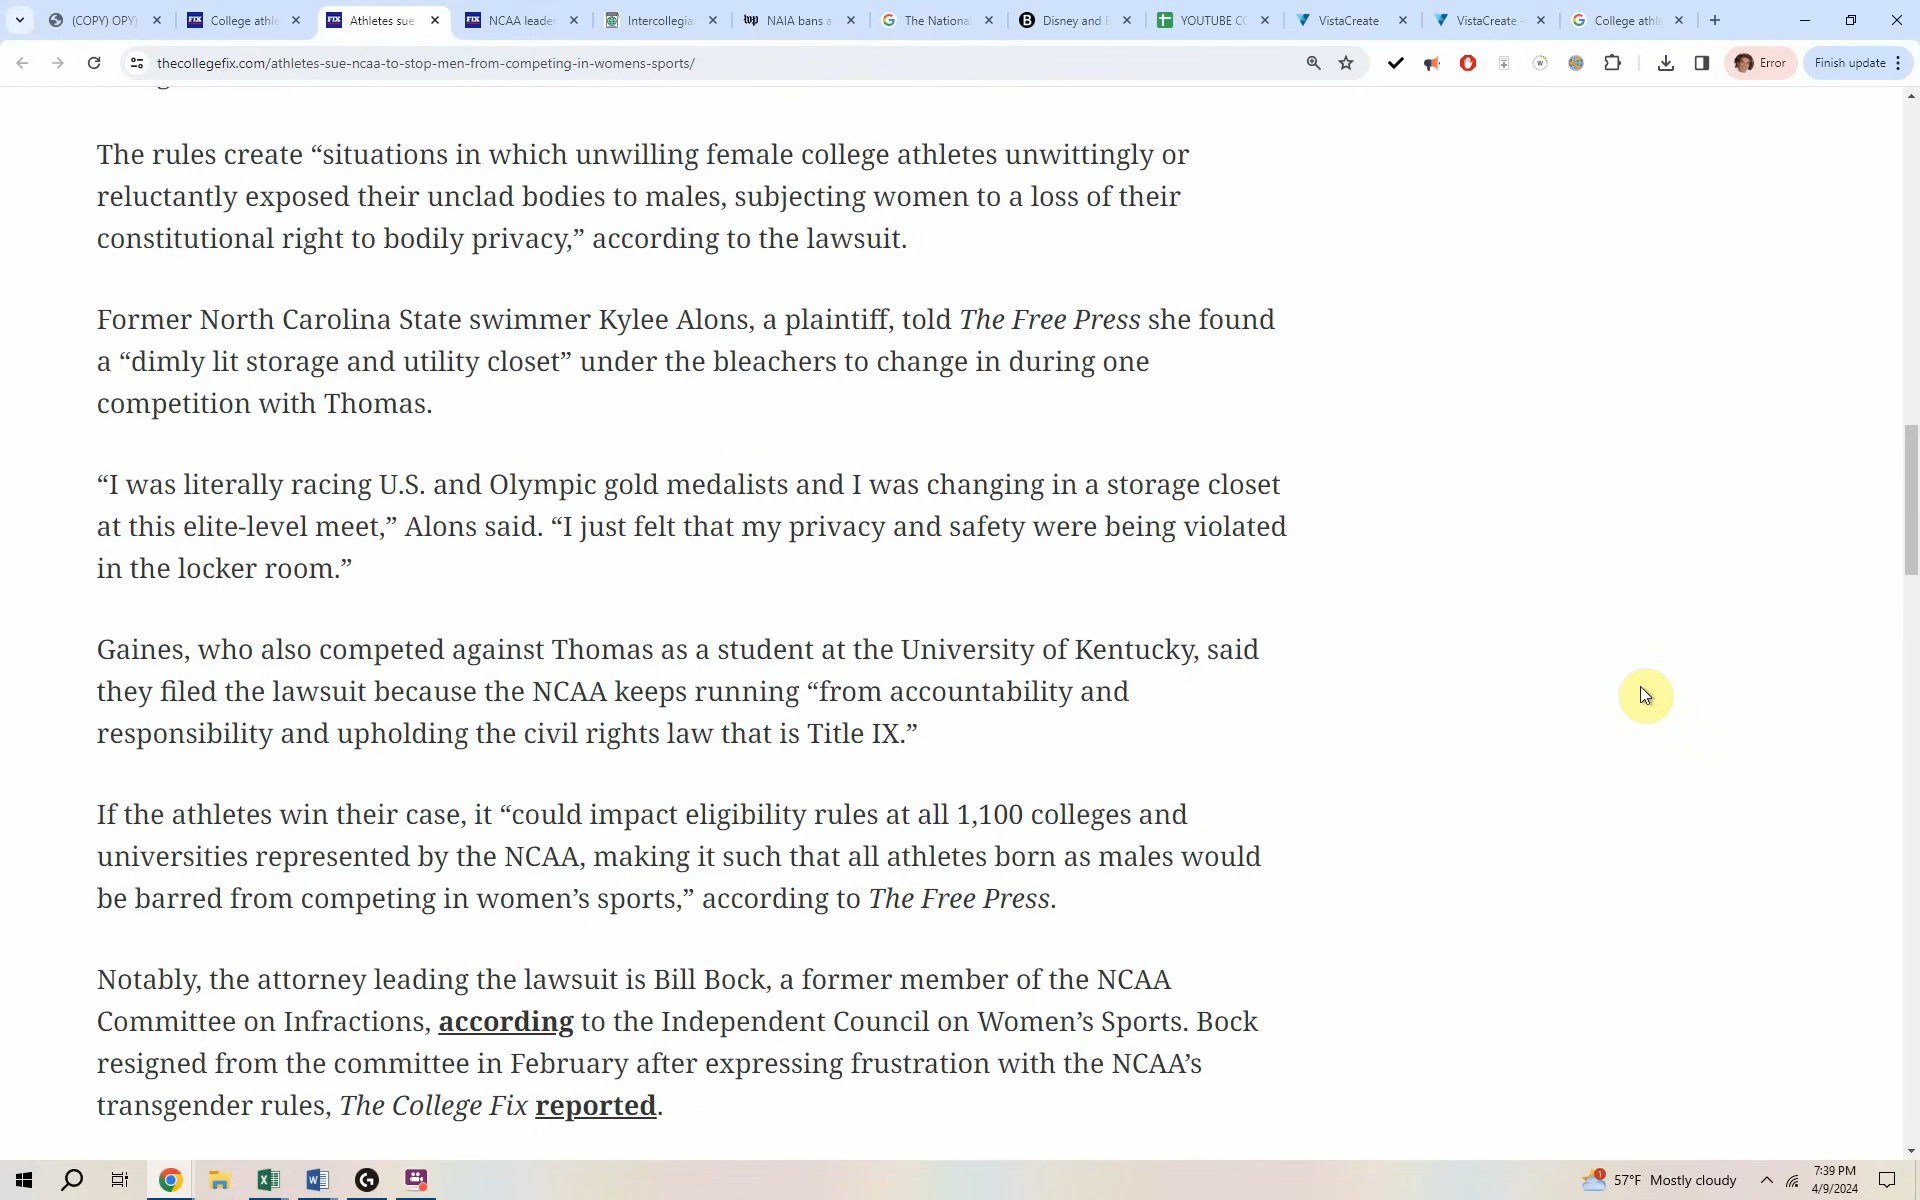 (COPY) OPY)
FIX College athl
FIX Athletes sue
FIX NCAA leade
Intercollegia
wp NAIA bans a
The Nationa
Disney and E
YOUTUBE CC
VistaCreate
VistaCreate -
College athl
thecollegefix.com/athletes-sue-ncaa-to-stop-men-from-competing-in-womens-sports/
Error
Finish update
The rules create “situations in which unwilling female college athletes unwittingly or
reluctantly exposed their unclad bodies to males, subjecting women to a loss of their
constitutional right to bodily privacy,” according to the lawsuit.
Former North Carolina State swimmer Kylee Alons, a plaintiff, told The Free Press she found
a “dimly lit storage and utility closet” under the bleachers to change in during one
competition with Thomas.
“I was literally racing U.S. and Olympic gold medalists and I was changing in a storage closet
at this elite-level meet,” Alons said. “I just felt that my privacy and safety were being violated
in the locker room.”
Gaines, who also competed against Thomas as a student at the University of Kentucky, said
they filed the lawsuit because the NCAA keeps running “from accountability and
responsibility and upholding the civil rights law that is Title IX.”
If the athletes win their case, it “could impact eligibility rules at all 1,100 colleges and
universities represented by the NCAA, making it such that all athletes born as males would
be barred from competing in women’s sports,” according to The Free Press.
Notably, the attorney leading the lawsuit is Bill Bock, a former member of the NCAA
Committee on Infractions, according to the Independent Council on Women’s Sports. Bock
resigned from the committee in February after expressing frustration with the NCAA’s
transgender rules, The College Fix reported.
57°F Mostly cloudy
7:39 PM
4/9/2024